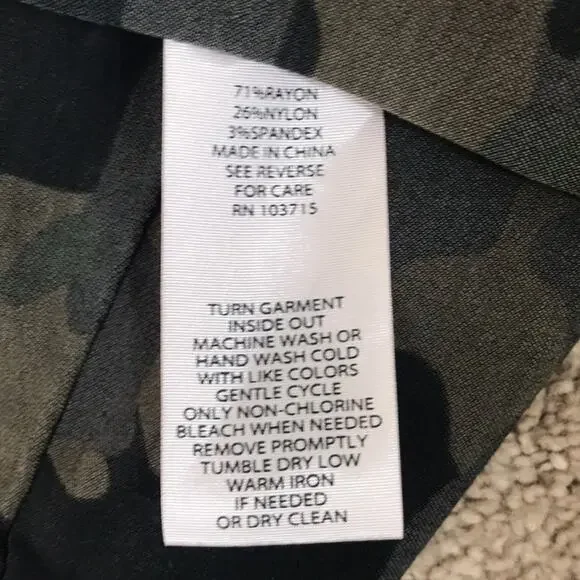 71%RAYON
26%NYLON
3%SPANDEX
MADE IN CHINA
SEE REVERSE
FOR CARE
RN 103715
TURN GARMENT
INSIDE OUT
MACHINE WASH OR
HAND WASH COLD
WITH LIKE COLORS
GENTLE CYCLE
ONLY NON-CHLORINE
BLEACH WHEN NEEDED
REMOVE PROMPTLY
TUMBLE DRY LOW
WARM IRON
IF NEEDED
OR DRY CLEAN